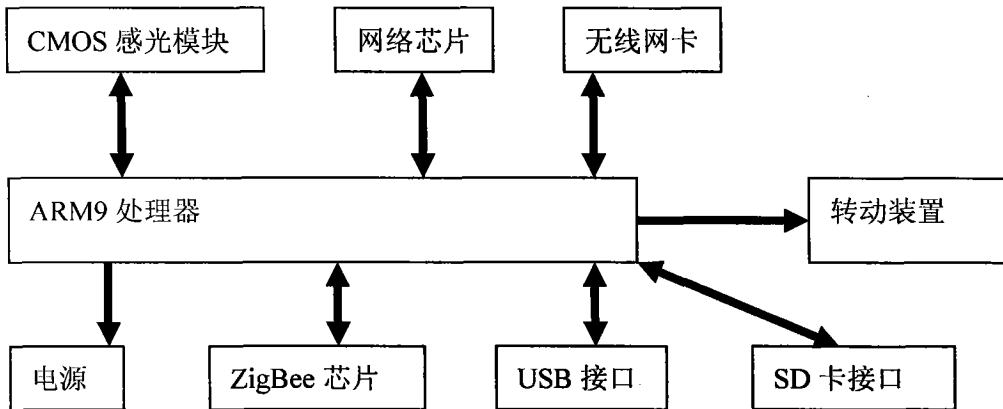 CMOS 感光模块
网络芯片
无线网卡
ARM9 处理器
转动装置
电源
ZigBee 芯片
USB 接口
SD 卡接口